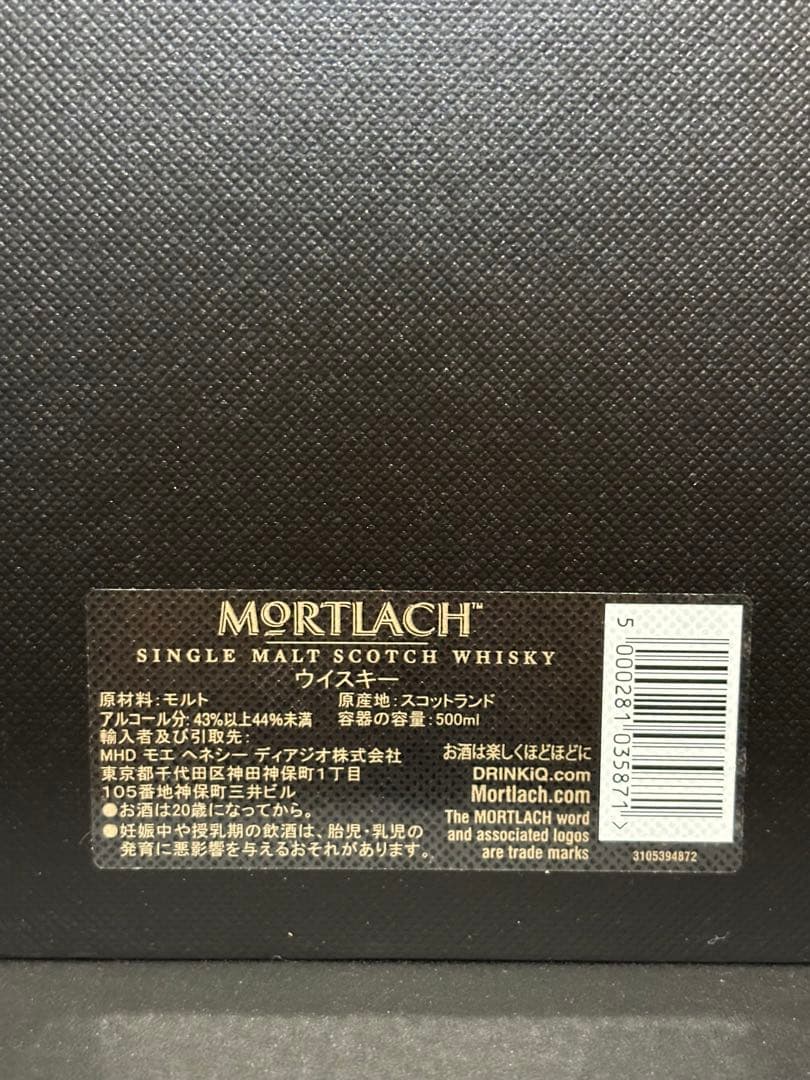 MORTLACH™
SINGLE MALT SCOTCH WHISKY
ウイスキー
原材料:モルト 原産地:スコットランド
アルコール分:43%以上44%未満 容器の容量:500ml
輸入者及び引取先:
MHD モエ ヘネシー ディアジオ株式会社
東京都千代田区神田神保町1丁目
105番地神保町三井ビル
●お酒は20歳になってから。
●妊娠中や授乳期の飲酒は、胎児・乳児の
発育に悪影響を与えるおそれがあります。
お酒は楽しくほどほどに
DRINKiQ.com
Mortlach.com
The MORTLACH word
and associated logos
are trade marks
5 000281 035871 >
3105394872